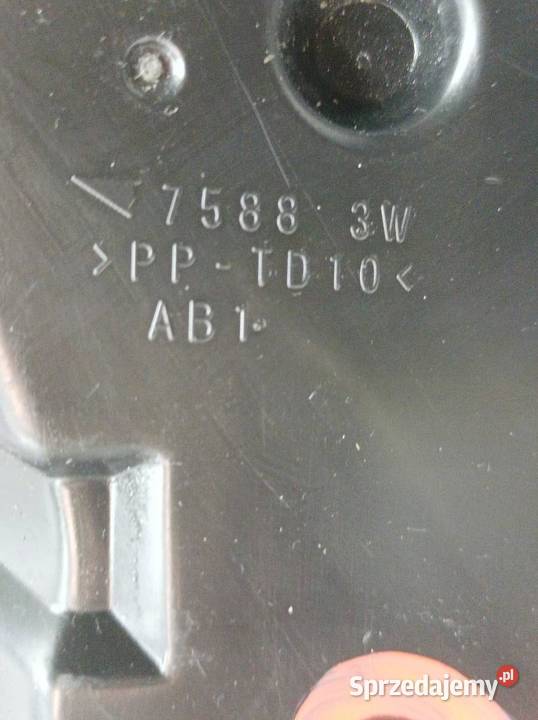 7588 3W
>PP-TD10<
AB1
Sprzedajemy.pl